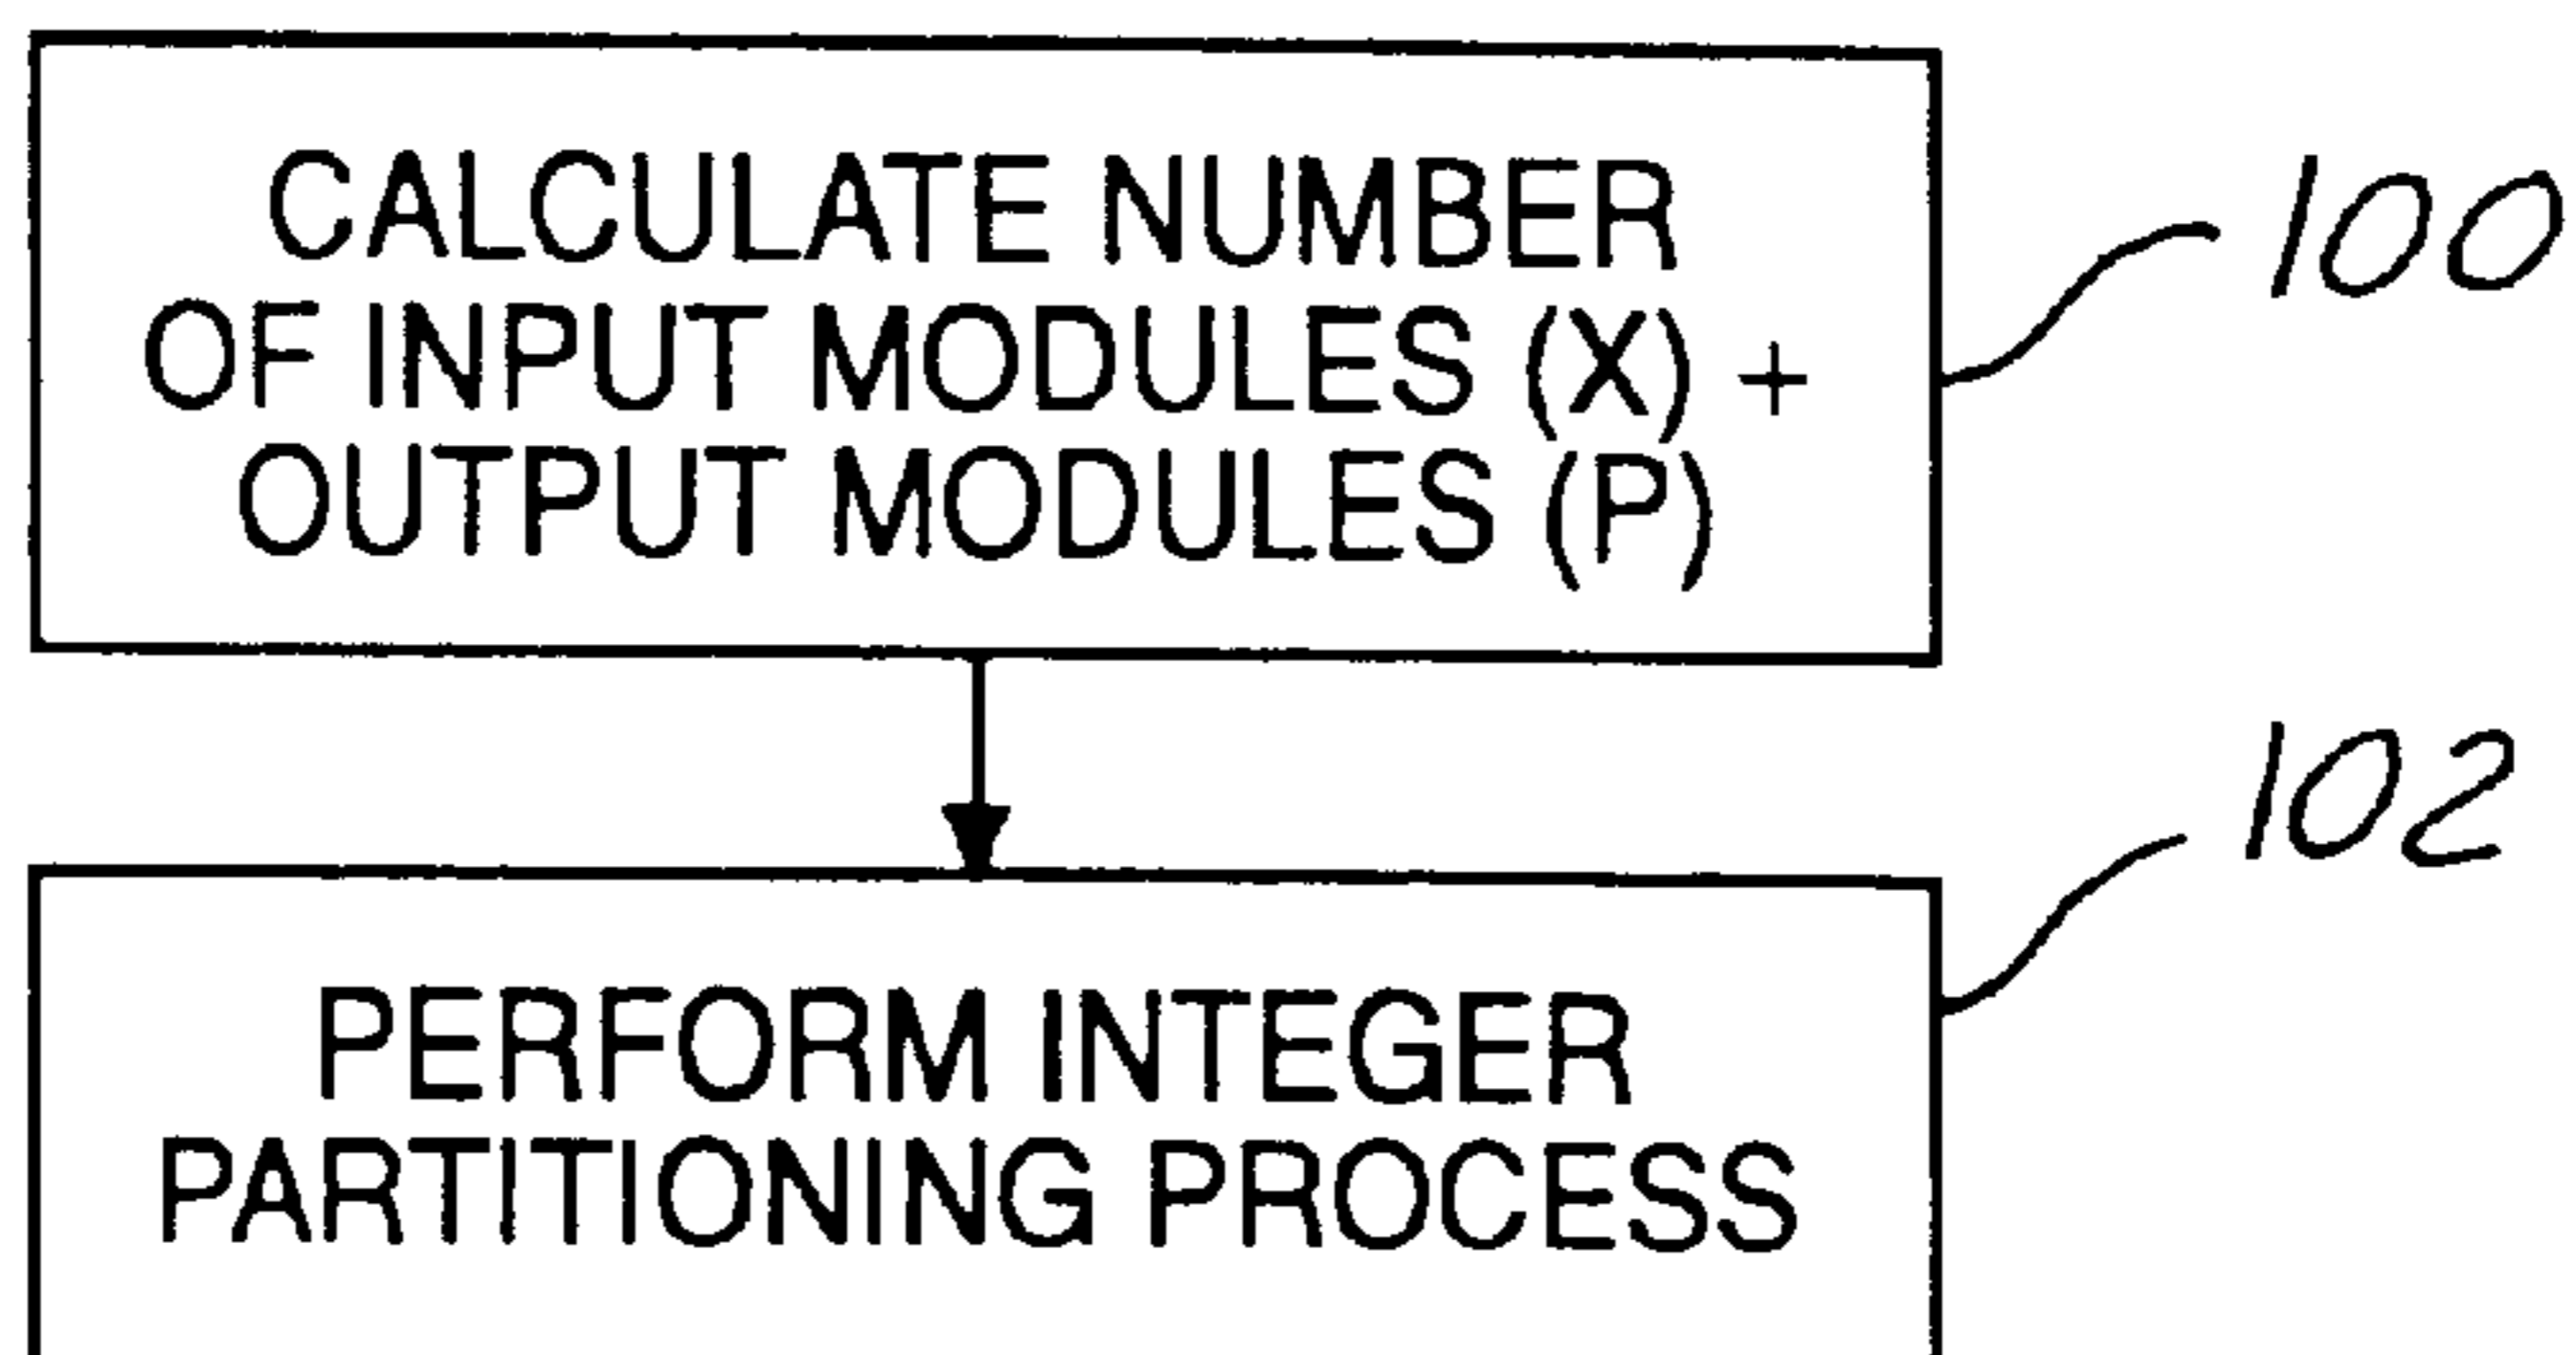 CALCULATE NUMBER
OF INPUT MODULES (X) +
OUTPUT MODULES (P)
100
102
PERFORM INTEGER
PARTITIONING PROCESS